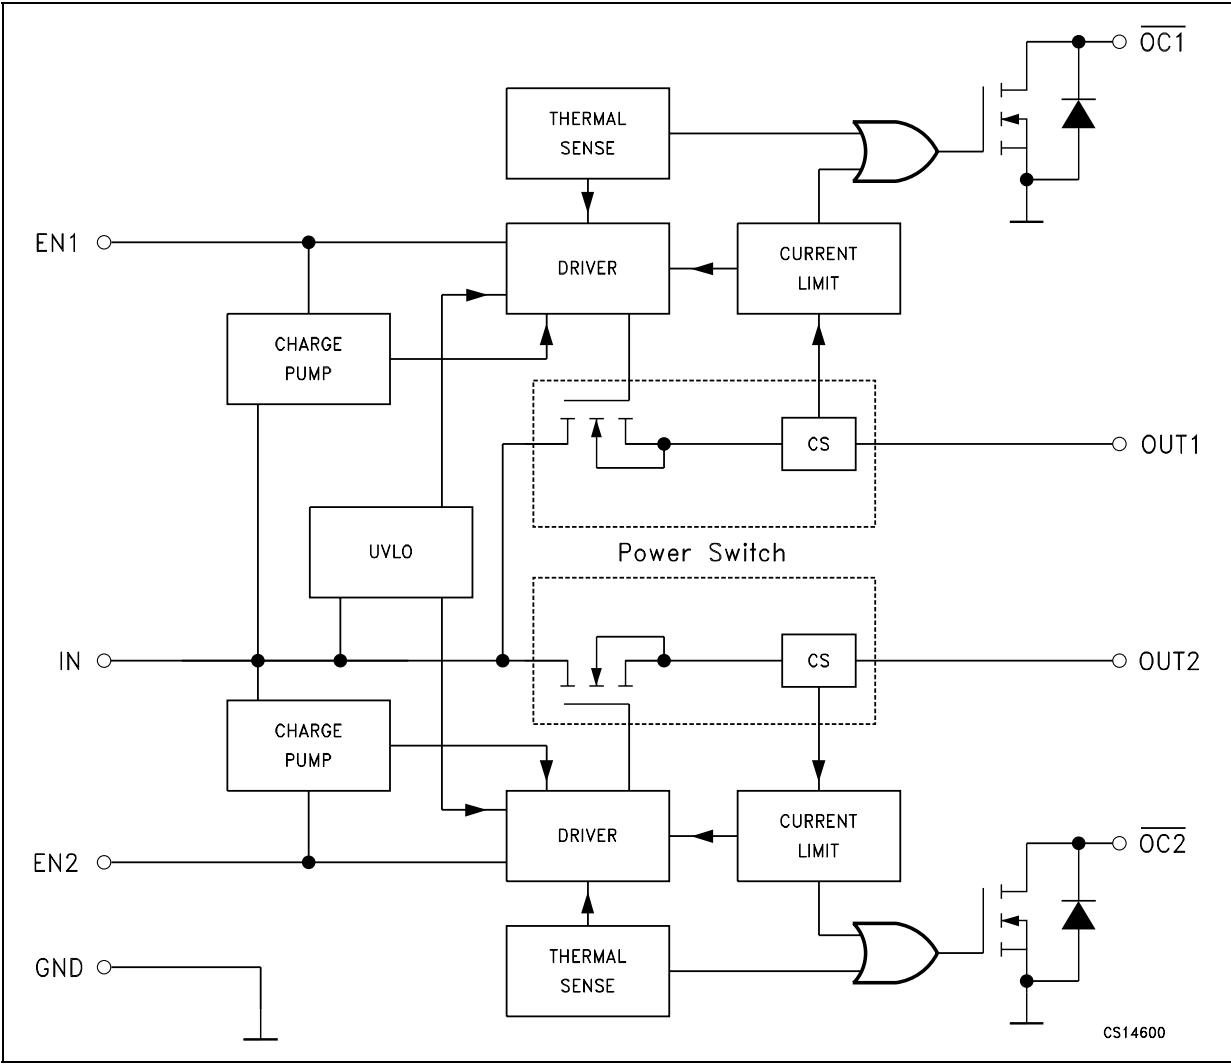 OC1
THERMAL
SENSE
EN1
DRIVER
CURRENT
LIMIT
CHARGE
PUMP
CS
OUT1
UVLO
Power Switch
IN
CS
OUT2
CHARGE
PUMP
DRIVER
CURRENT
LIMIT
OC2
EN2
THERMAL
SENSE
GND
CS14600